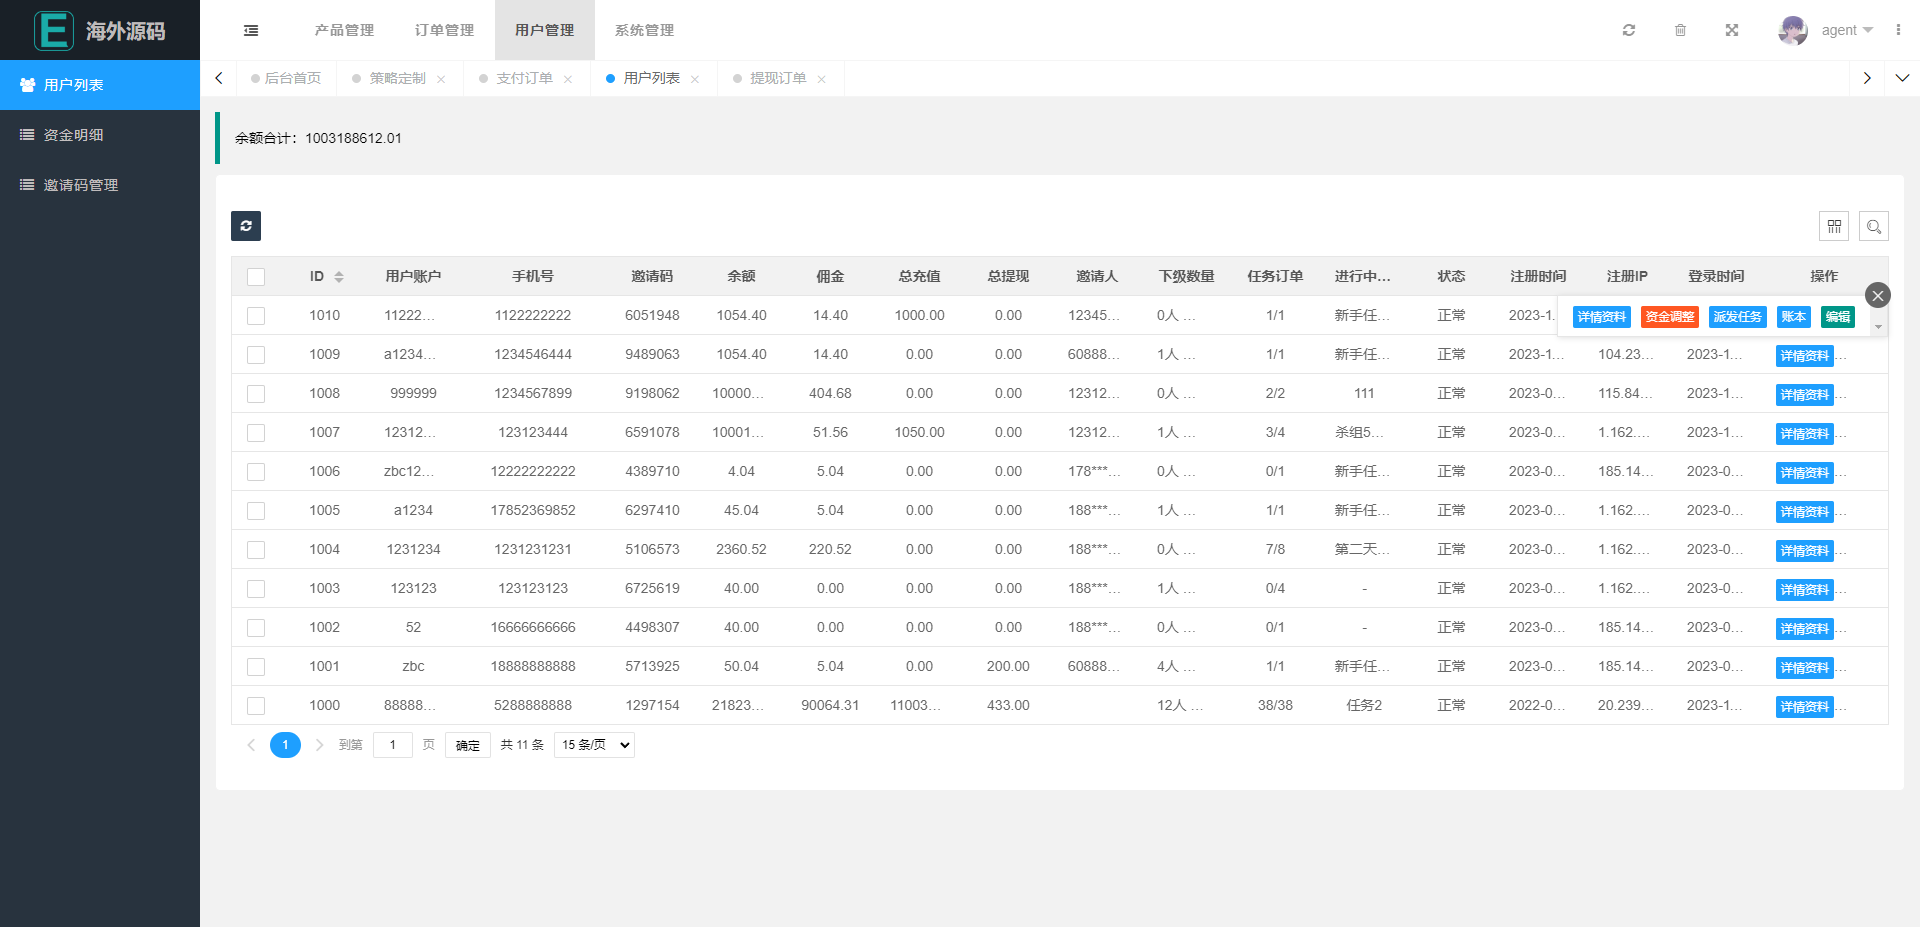 E 海外源码
产品管理 订单管理 用户管理 系统管理 agent
后台首页 策略定制 支付订单 用户列表 提现订单
用户列表
资金明细
邀请码管理
余额合计：1003188612.01
ID 用户账户 手机号 邀请码 余额 佣金 总充值 总提现 邀请人 下级数量 任务订单 进行中... 状态 注册时间 注册IP 登录时间 操作
1010 11222... 1122222222 6051948 1054.40 14.40 1000.00 0.00 12345... 0人 ... 1/1 新手任... 正常 2023-1. 详情资料 资金调整 派发任务 账本 编辑
1009 a1234... 1234546444 9489063 1054.40 14.40 0.00 0.00 60888... 1人 ... 1/1 新手任... 正常 2023-1... 104.23... 2023-1... 详情资料 ...
1008 999999 1234567899 9198062 10000... 404.68 0.00 0.00 12312... 0人 ... 2/2 111 正常 2023-0... 115.84... 2023-1... 详情资料 ...
1007 12312... 123123444 6591078 10001... 51.56 1050.00 0.00 12312... 1人 ... 3/4 杀组5... 正常 2023-0... 1.162.... 2023-1... 详情资料 ...
1006 zbc12... 12222222222 4389710 4.04 5.04 0.00 0.00 178***... 0人 ... 0/1 新手任... 正常 2023-0... 185.14... 2023-0... 详情资料 ...
1005 a1234 17852369852 6297410 45.04 5.04 0.00 0.00 188***... 1人 ... 1/1 新手任... 正常 2023-0... 1.162.... 2023-0... 详情资料 ...
1004 1231234 1231231231 5106573 2360.52 220.52 0.00 0.00 188***... 0人 ... 7/8 第二天... 正常 2023-0... 1.162.... 2023-0... 详情资料 ...
1003 123123 123123123 6725619 40.00 0.00 0.00 0.00 188***... 1人 ... 0/4 - 正常 2023-0... 1.162.... 2023-0... 详情资料 ...
1002 52 16666666666 4498307 40.00 0.00 0.00 0.00 188***... 0人 ... 0/1 - 正常 2023-0... 185.14... 2023-0... 详情资料 ...
1001 zbc 18888888888 5713925 50.04 5.04 0.00 200.00 60888... 4人 ... 1/1 新手任... 正常 2023-0... 185.14... 2023-0... 详情资料 ...
1000 88888... 5288888888 1297154 21823... 90064.31 11003... 433.00 12人 ... 38/38 任务2 正常 2022-0... 20.239... 2023-1... 详情资料 ...
1 到第 1 页 确定 共 11 条 15 条/页